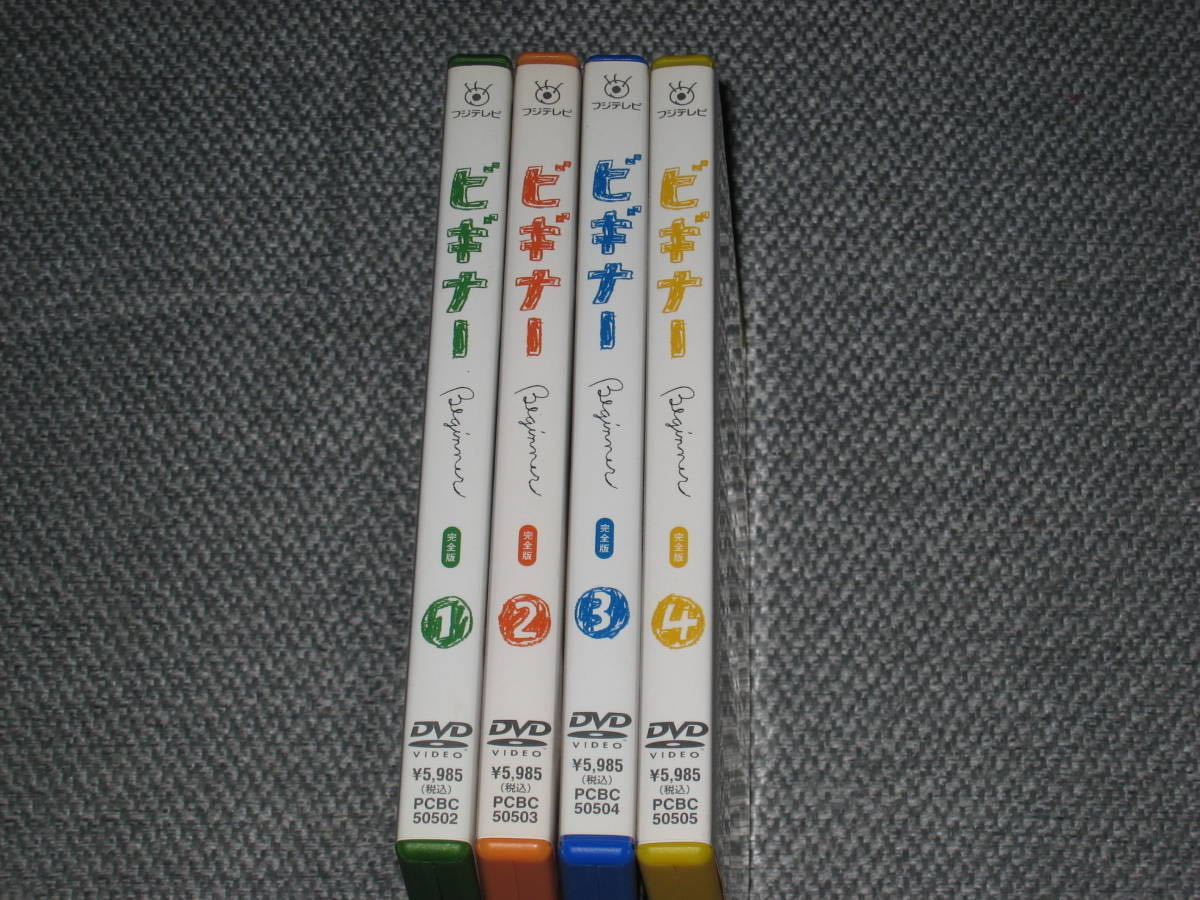 フジテレビ
ビギナー
Beginner
完全版
1
DVD
VIDEO
¥5,985
(税込)
PCBC
50502
フジテレビ
ビギナー
Beginner
完全版
2
DVD
VIDEO
¥5,985
(税込)
PCBC
50503
フジテレビ
ビギナー
Beginner
完全版
3
DVD
VIDEO
¥5,985
(税込)
PCBC
50504
フジテレビ
ビギナー
Beginner
完全版
4
DVD
VIDEO
¥5,985
(税込)
PCBC
50505